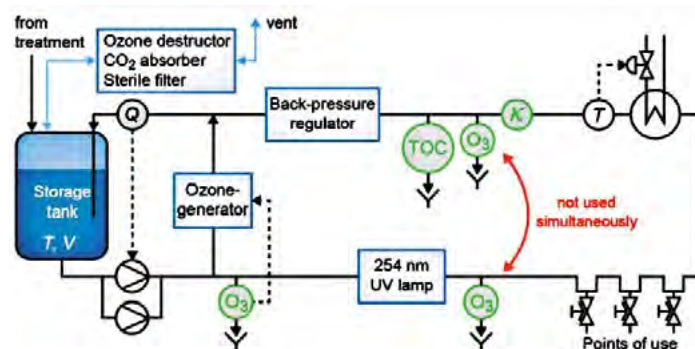 from
treatment
Ozone destructor
CO₂ absorber
Sterile filter
vent
Q
Back-pressure
regulator
TOC
O₃
κ
T
Storage
tank
T, V
Ozone-
generator
not used
simultaneously
254 nm
UV lamp
O₃
O₃
Points of use